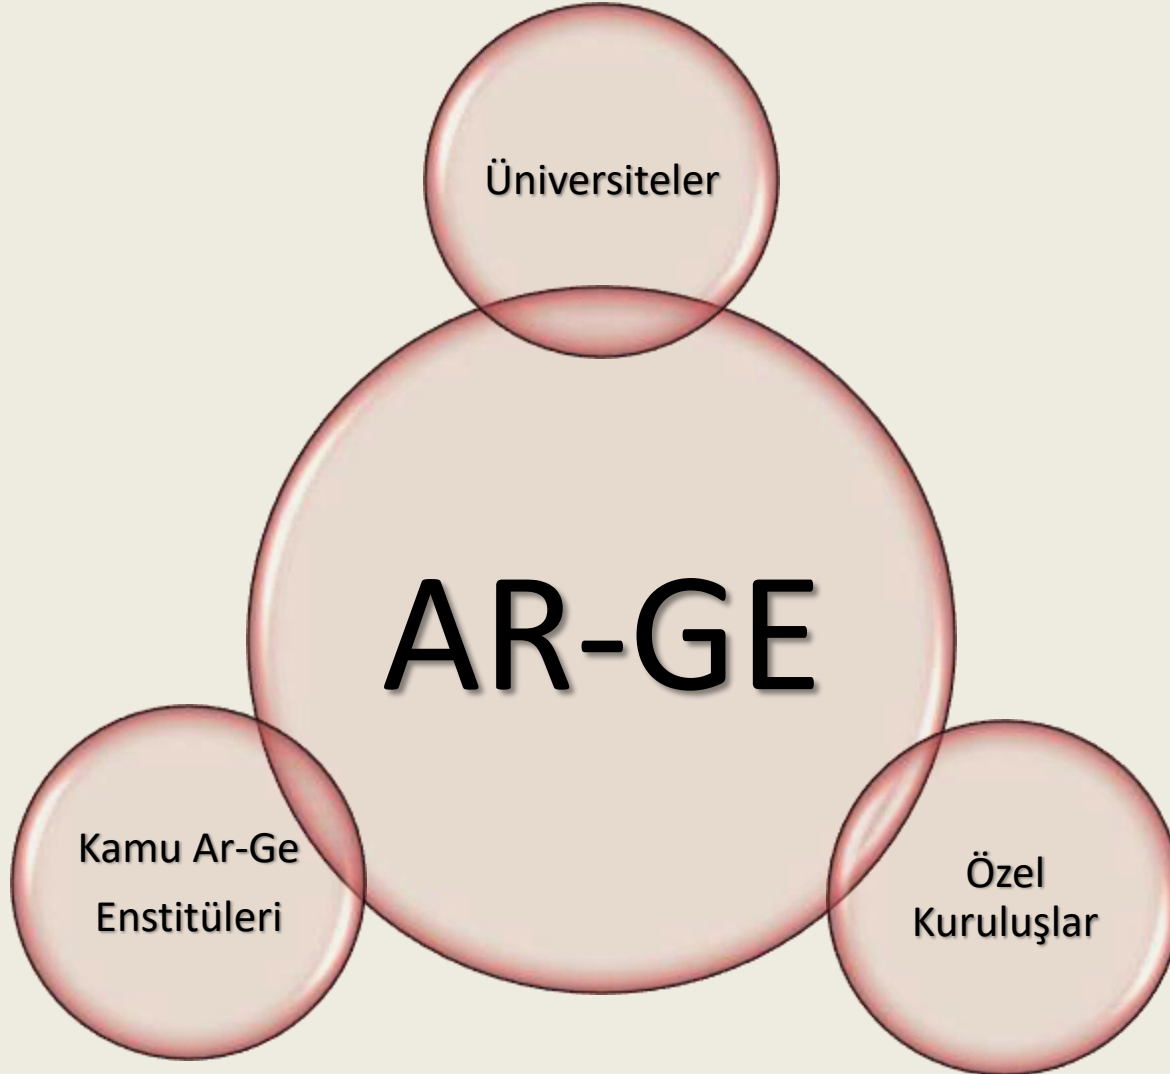 Üniversiteler
AR-GE
Kamu Ar-Ge
Enstitüleri
Özel
Kuruluşlar